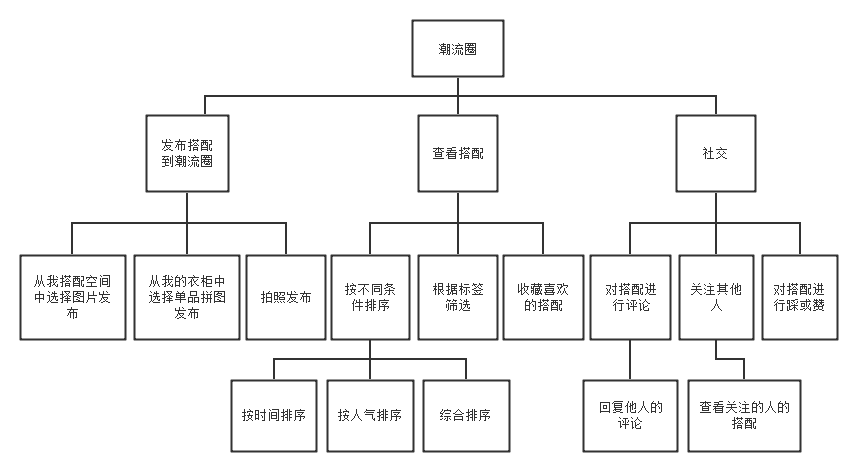 潮流圈
发布搭配
到潮流圈
查看搭配
社交
从我搭配空间
中选择图片发
布
从我的衣柜中
选择单品拼图
发布
拍照发布
按不同条
件排序
根据标签
筛选
收藏喜欢
的搭配
对搭配进
行评论
关注其他
人
对搭配进
行踩或赞
按时间排序
按人气排序
综合排序
回复他人的
评论
查看关注的人的
搭配